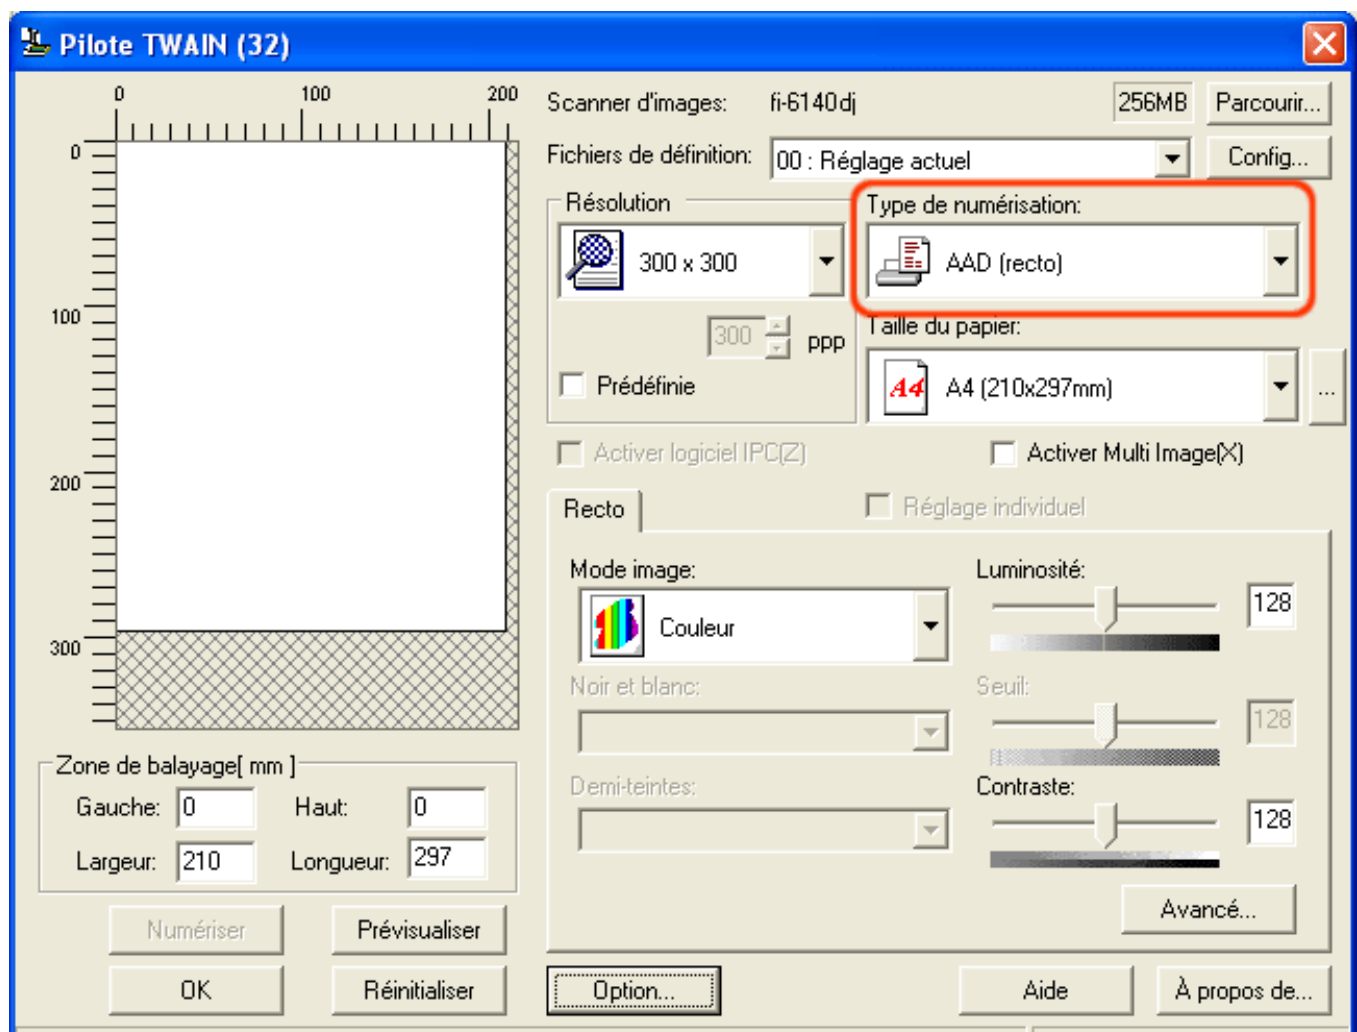 Pilote TWAIN (32)
0 100 200
0
100
200
300
Scanner d'images: fi-6140dj 256MB Parcourir...
Fichiers de définition: 00 : Réglage actuel Config...
Résolution
300 x 300
300 ppp
Prédéfinie
Type de numérisation:
AAD (recto)
Taille du papier:
A4 A4 (210x297mm) ...
Activer logiciel IPC(Z) Activer Multi Image(X)
Recto Réglage individuel
Mode image:
Couleur
Noir et blanc:
Demi-teintes:
Luminosité:
128
Seuil:
128
Contraste:
128
Avancé...
Zone de balayage[ mm ]
Gauche: 0 Haut: 0
Largeur: 210 Longueur: 297
Numériser Prévisualiser
OK Réinitialiser Option... Aide À propos de...